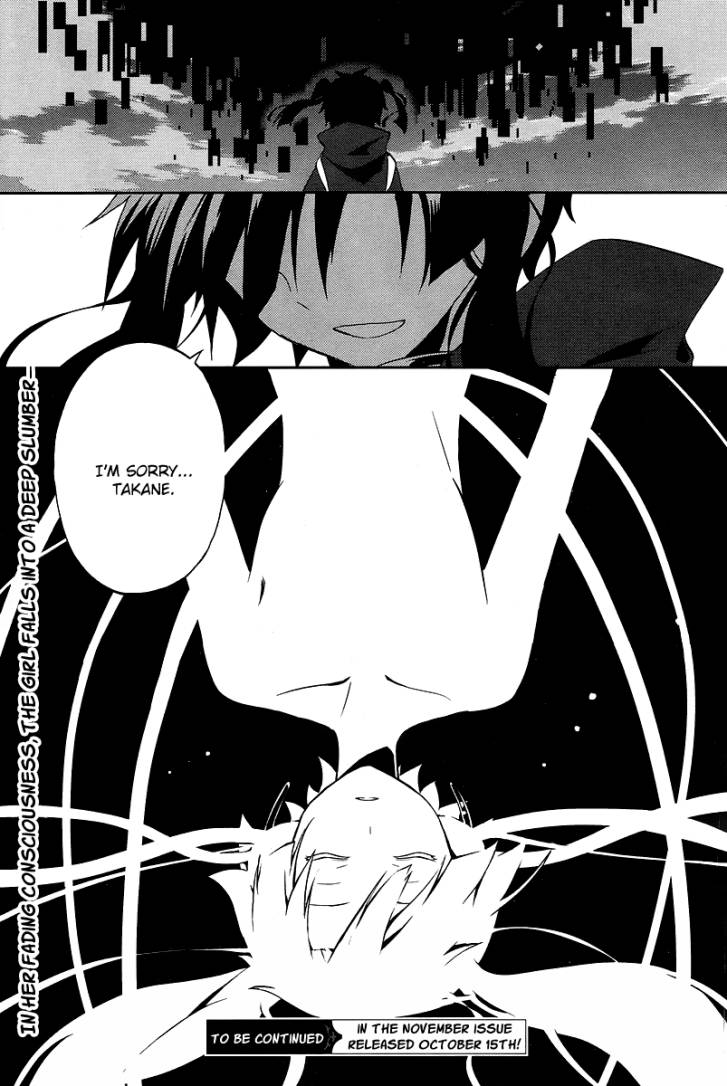 I'M SORRY...
TAKANE.
IN HER FADING CONSCIOUSNESS, THE GIRL FALLS INTO A DEEP SLUMBER—
TO BE CONTINUED
IN THE NOVEMBER ISSUE
RELEASED OCTOBER 15TH!